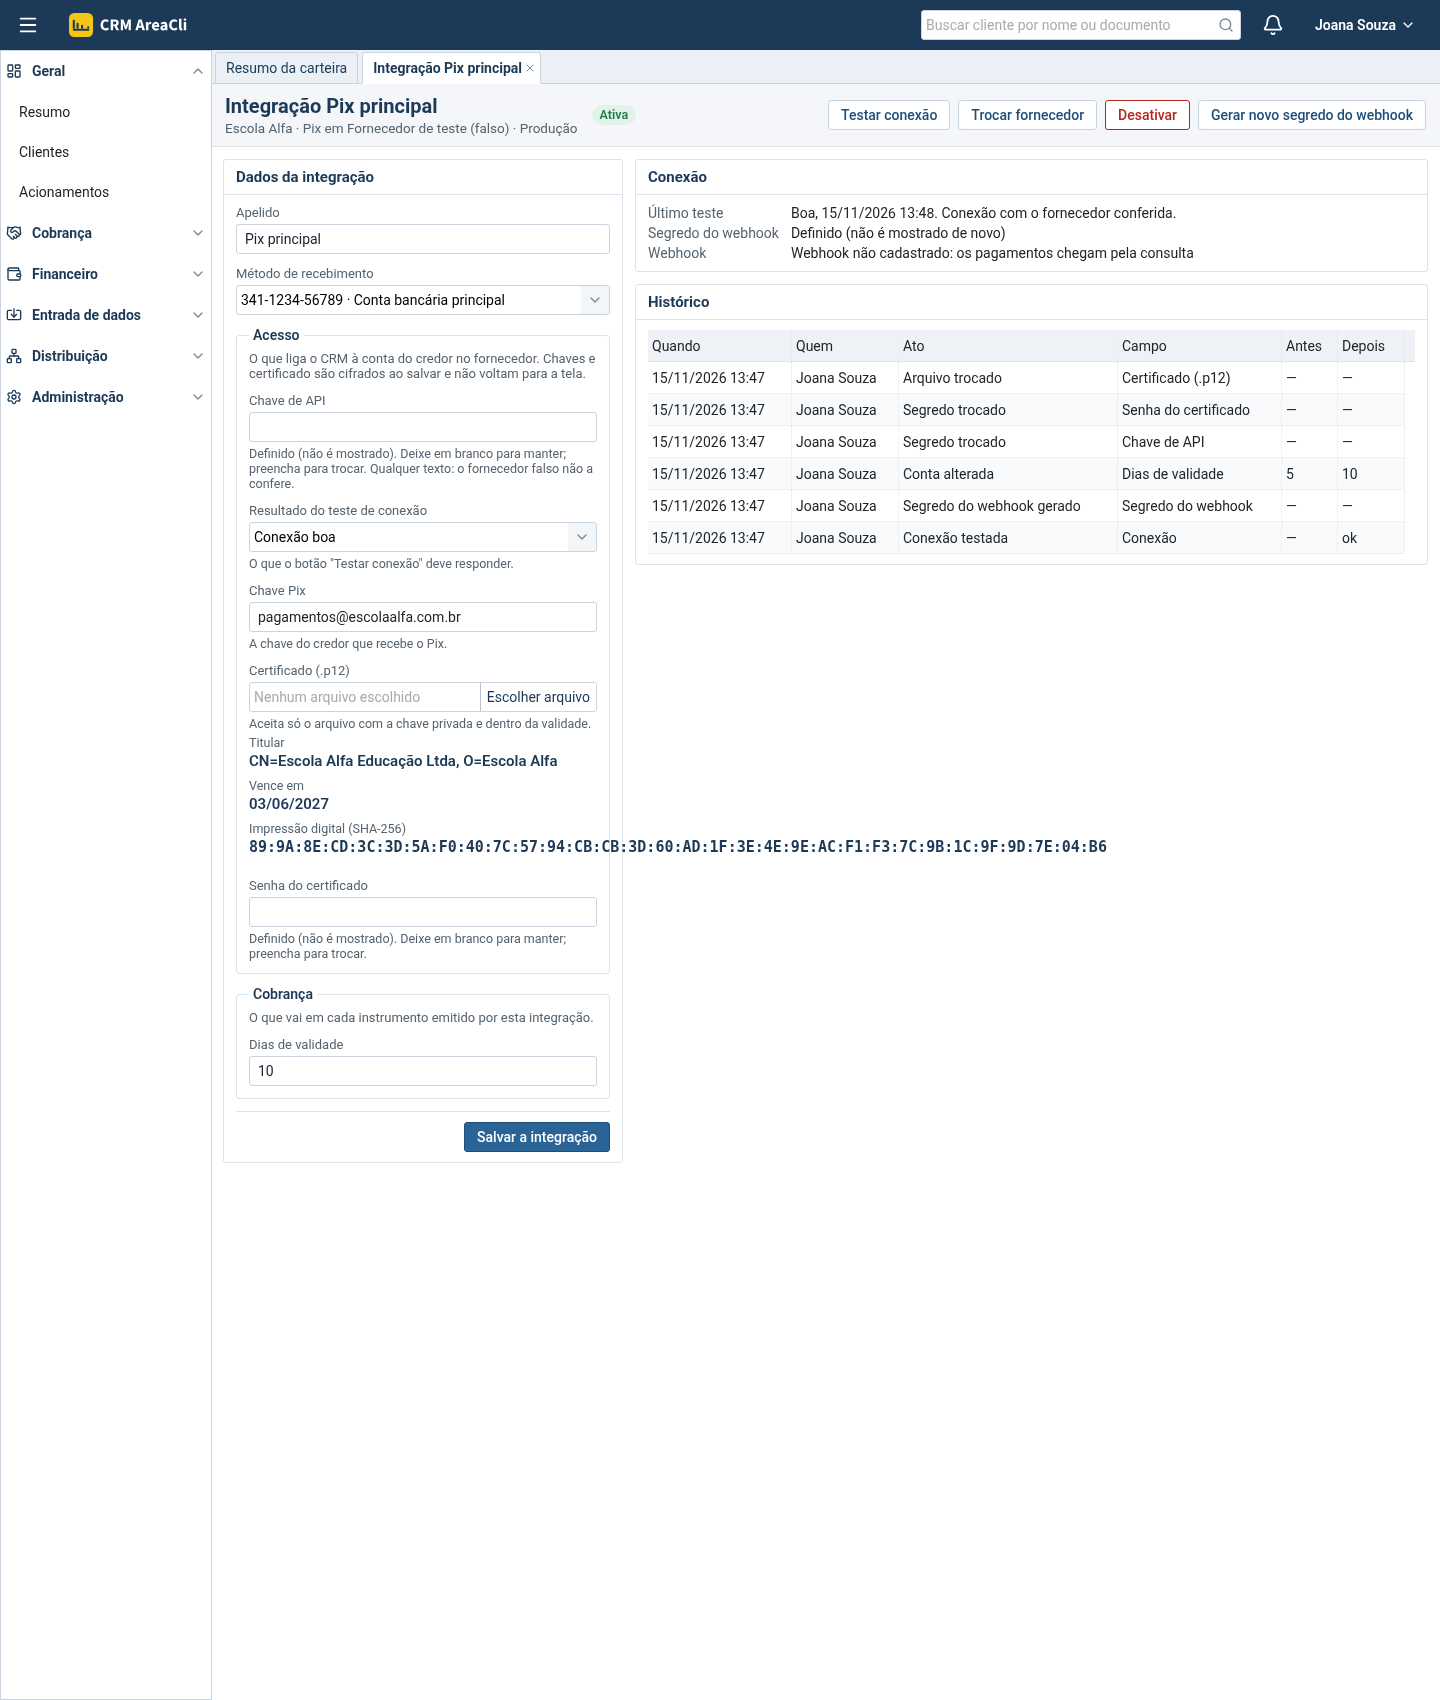 CRM AreaCli
Buscar cliente por nome ou documento
Joana Souza
Geral
Resumo
Clientes
Acionamentos
Cobrança
Financeiro
Entrada de dados
Distribuição
Administração
Resumo da carteira
Integração Pix principal
Integração Pix principal
Escola Alfa · Pix em Fornecedor de teste (falso) · Produção
Ativa
Testar conexão
Trocar fornecedor
Desativar
Gerar novo segredo do webhook
Dados da integração
Apelido
Pix principal
Método de recebimento
341-1234-56789 · Conta bancária principal
Acesso
O que liga o CRM à conta do credor no fornecedor. Chaves e
certificado são cifrados ao salvar e não voltam para a tela.
Chave de API
Definido (não é mostrado). Deixe em branco para manter;
preencha para trocar. Qualquer texto: o fornecedor falso não a
confere.
Resultado do teste de conexão
Conexão boa
O que o botão "Testar conexão" deve responder.
Chave Pix
pagamentos@escolaalfa.com.br
A chave do credor que recebe o Pix.
Certificado (.p12)
Nenhum arquivo escolhido
Escolher arquivo
Aceita só o arquivo com a chave privada e dentro da validade.
Titular
CN=Escola Alfa Educação Ltda, O=Escola Alfa
Vence em
03/06/2027
Impressão digital (SHA-256)
89:9A:8E:CD:3C:3D:5A:F0:40:7C:57:94:CB:CB:3D:60:AD:1F:3E:4E:9E:AC:F1:F3:7C:9B:1C:9F:9D:7E:04:B6
Senha do certificado
Definido (não é mostrado). Deixe em branco para manter;
preencha para trocar.
Cobrança
O que vai em cada instrumento emitido por esta integração.
Dias de validade
10
Salvar a integração
Conexão
Último teste Boa, 15/11/2026 13:48. Conexão com o fornecedor conferida.
Segredo do webhook Definido (não é mostrado de novo)
Webhook Webhook não cadastrado: os pagamentos chegam pela consulta
Histórico
Quando Quem Ato Campo Antes Depois
15/11/2026 13:47 Joana Souza Arquivo trocado Certificado (.p12) — —
15/11/2026 13:47 Joana Souza Segredo trocado Senha do certificado — —
15/11/2026 13:47 Joana Souza Segredo trocado Chave de API — —
15/11/2026 13:47 Joana Souza Conta alterada Dias de validade 5 10
15/11/2026 13:47 Joana Souza Segredo do webhook gerado Segredo do webhook — —
15/11/2026 13:47 Joana Souza Conexão testada Conexão — ok